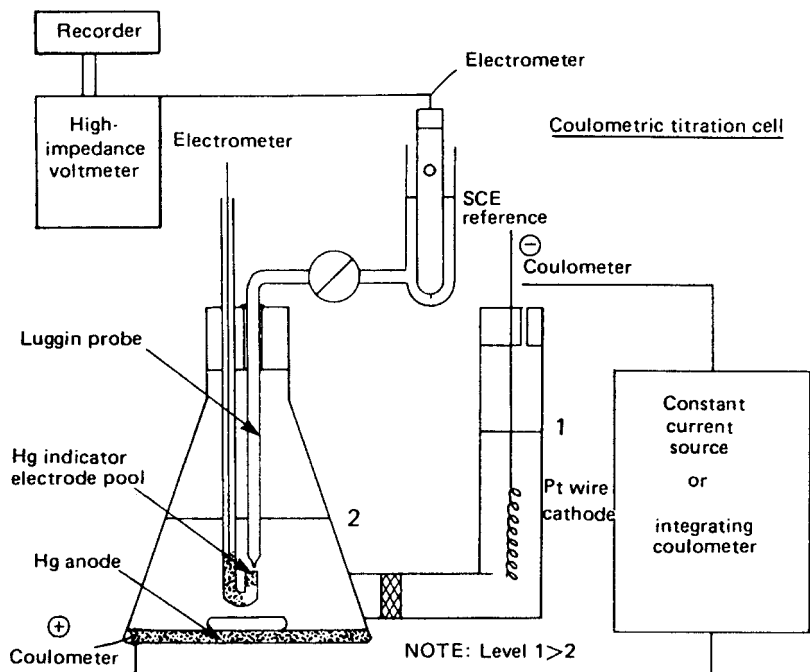 Recorder
Electrometer
High-
impedance
voltmeter
Coulometric titration cell
Electrometer
SCE
reference
⊖
Coulometer
Luggin probe
Constant
current
source
or
integrating
coulometer
1
Hg indicator
electrode pool
Pt wire
cathode
2
Hg anode
⊕
Coulometer
NOTE: Level 1>2